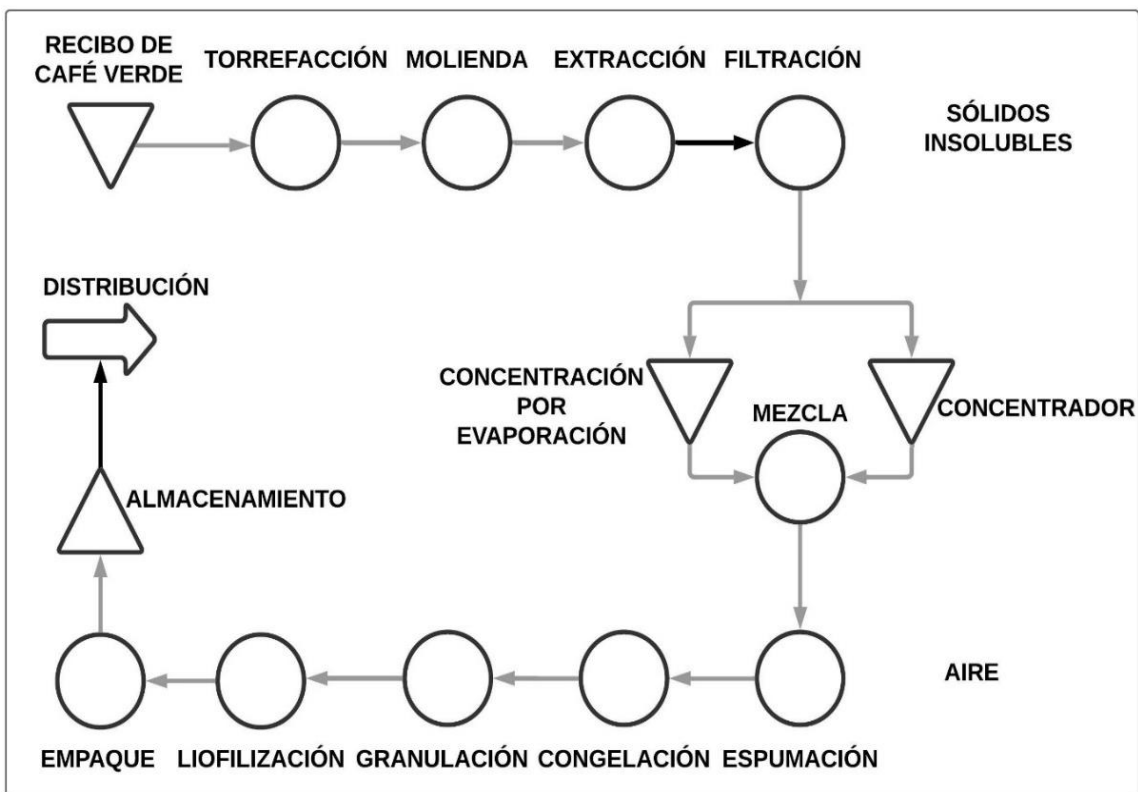 RECIBO DE
CAFÉ VERDE
TORREFACCIÓN
MOLIENDA
EXTRACCIÓN
FILTRACIÓN
SÓLIDOS
INSOLUBLES
DISTRIBUCIÓN
CONCENTRACIÓN
POR
EVAPORACIÓN
MEZCLA
CONCENTRADOR
ALMACENAMIENTO
AIRE
EMPAQUE
LIOFILIZACIÓN
GRANULACIÓN
CONGELACIÓN
ESPUMACIÓN